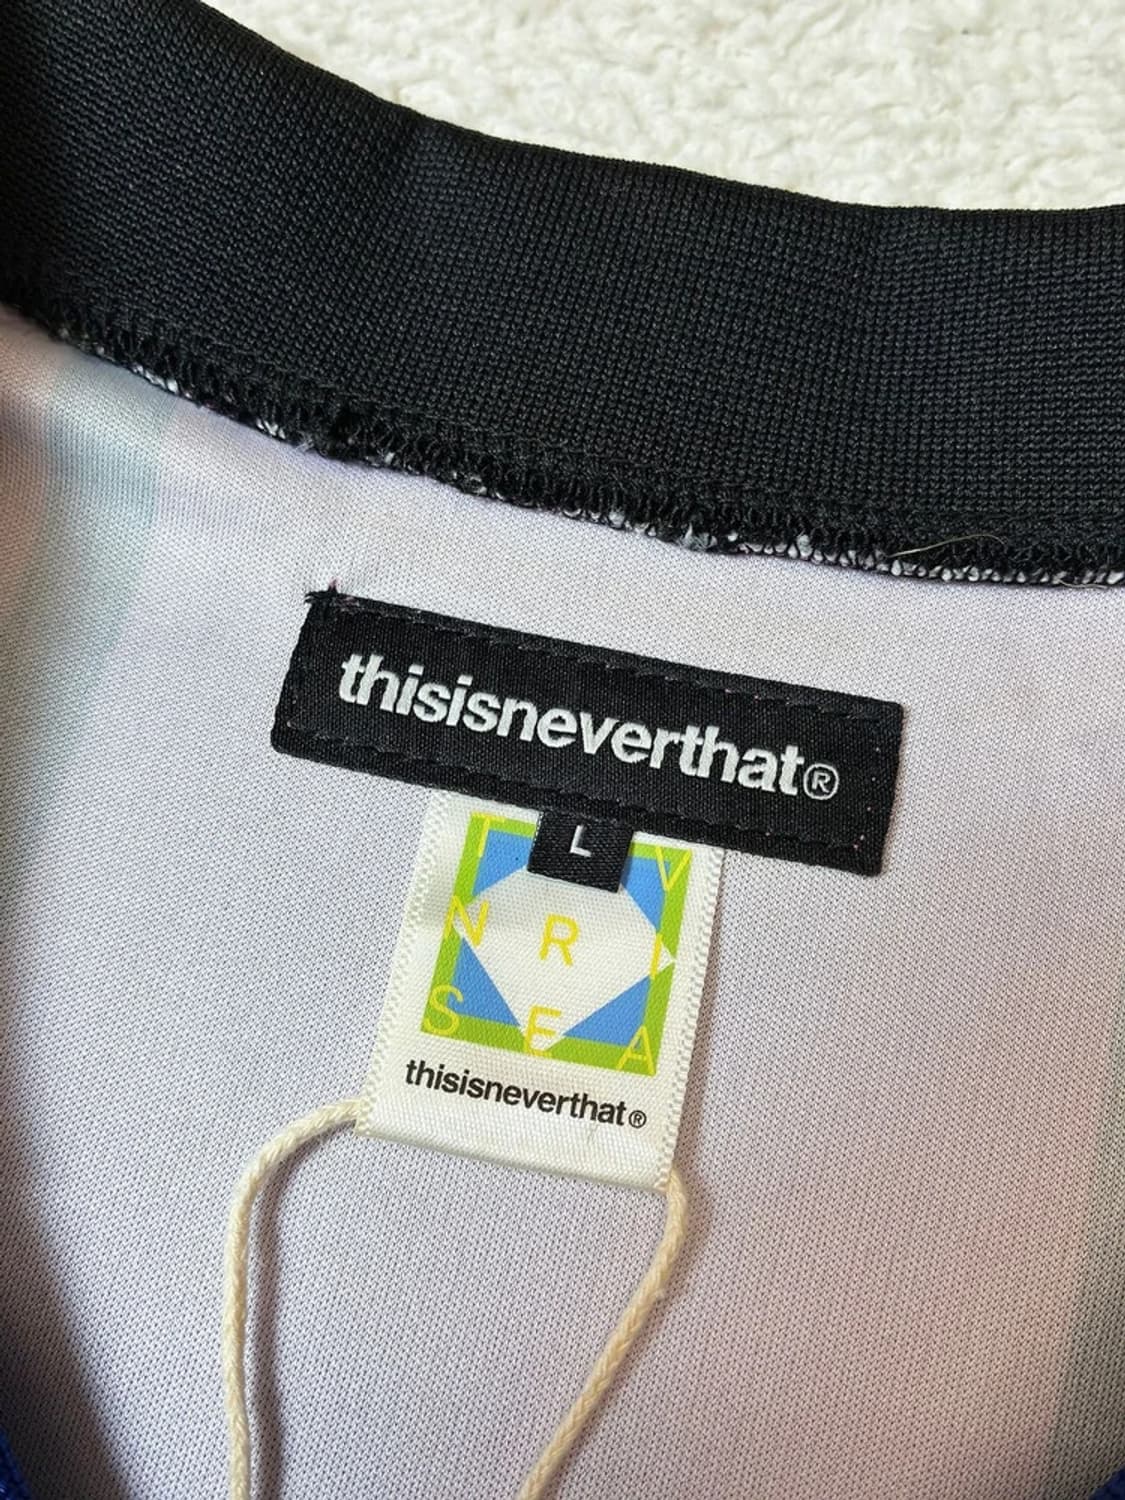 thisisneverthat®
L
T V
N R I
S E A
thisisneverthat®